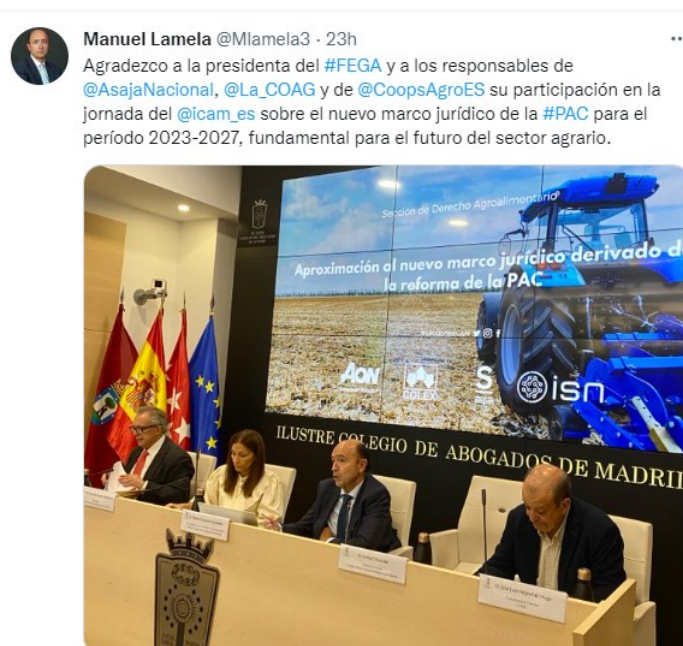 Manuel Lamela @Mlamela3 · 23h
Agradezco a la presidenta del #FEGA y a los responsables de
@AsajaNacional, @La_COAG y de @CoopsAgroES su participación en la
jornada del @icam_es sobre el nuevo marco jurídico de la #PAC para el
período 2023-2027, fundamental para el futuro del sector agrario.
Sección de Derecho Agroalimentario
Aproximación al nuevo marco jurídico derivado d
la reforma de la PAC
AON
COLEX
S
isn
ILUSTRE COLEGIO DE ABOGADOS DE MADRI